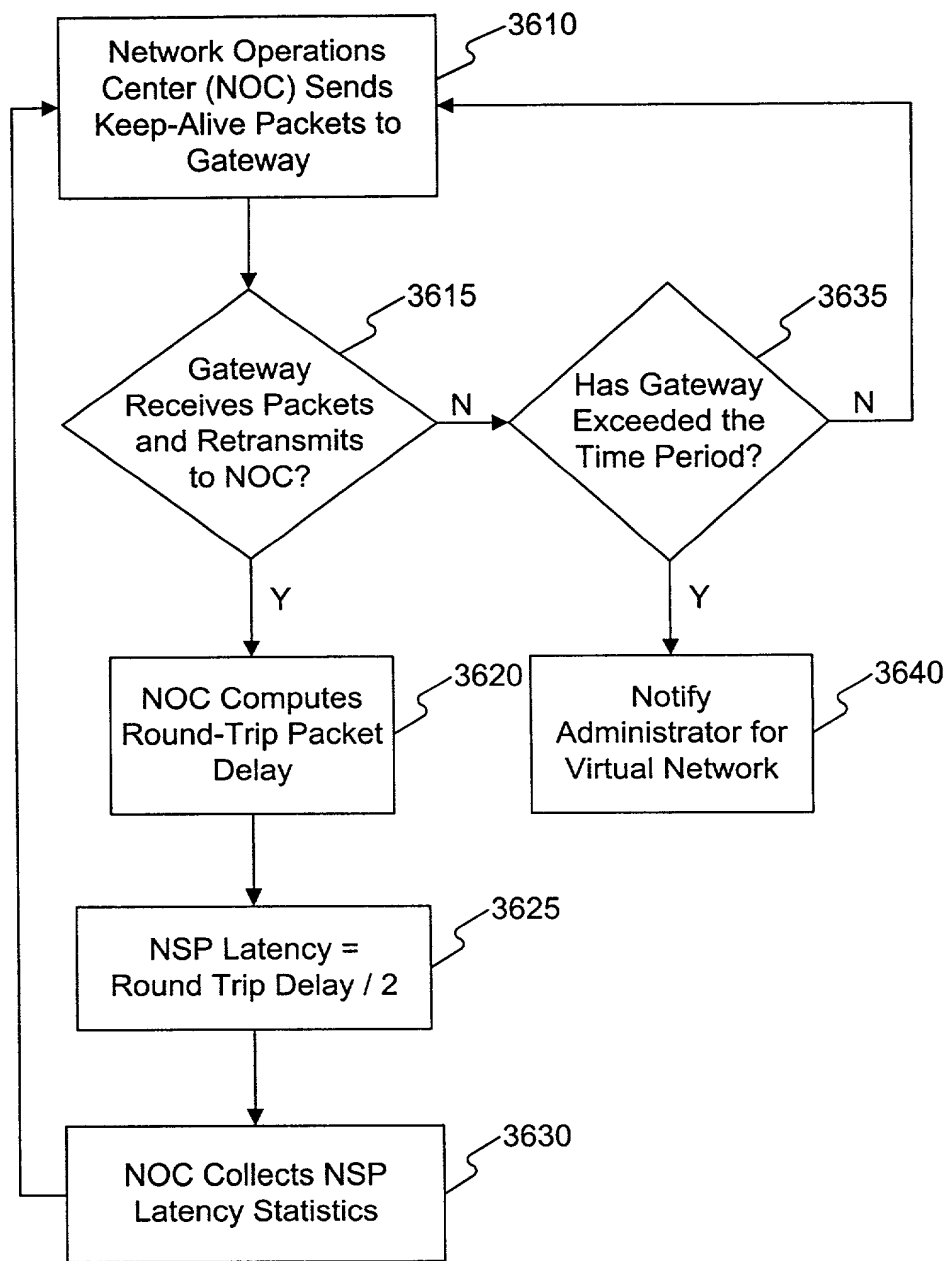 3610
Network Operations
Center (NOC) Sends
Keep-Alive Packets to
Gateway
3615
Gateway
Receives Packets
and Retransmits
to NOC?
N
Y
3635
Has Gateway
Exceeded the
Time Period?
N
Y
3620
NOC Computes
Round-Trip Packet
Delay
3640
Notify
Administrator for
Virtual Network
3625
NSP Latency =
Round Trip Delay / 2
3630
NOC Collects NSP
Latency Statistics